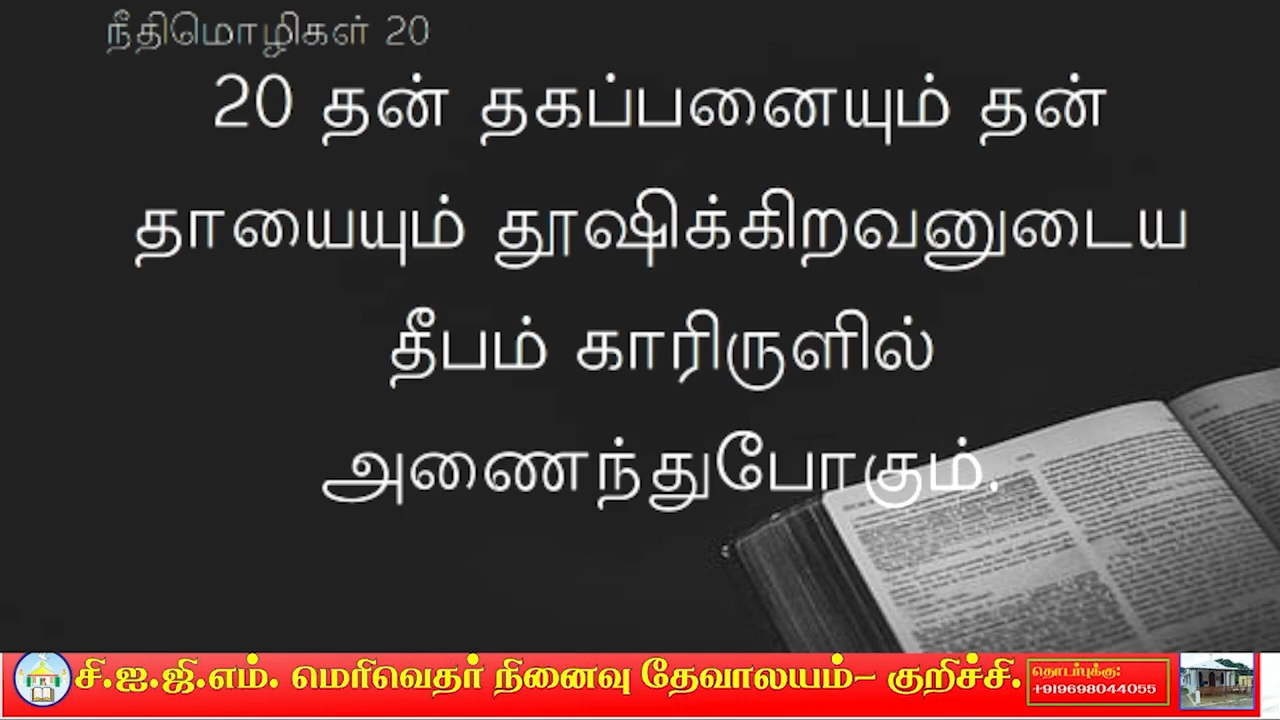 நீதிமொழிகள் 20
20 தன் தகப்பனையும் தன்
தாயையும் தூஷிக்கிறவனுடைய
தீபம் காரிருளில்
அணைந்துபோகும்.
சி.ஐ.ஜி.எம். மெரிவெதர் நினைவு தேவாலயம்- குறிச்சி.
தொடர்புக்கு:
+919698044055